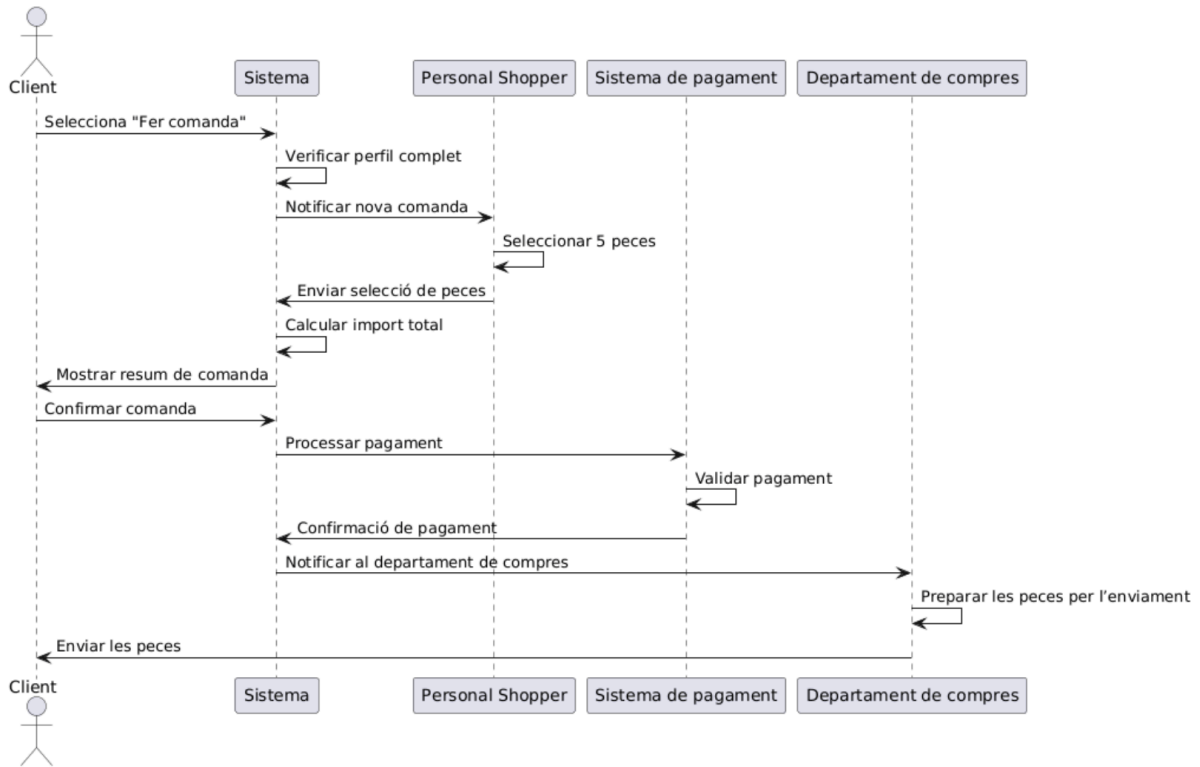 Client
Sistema
Personal Shopper
Sistema de pagament
Departament de compres
Selecciona "Fer comanda"
Verificar perfil complet
Notificar nova comanda
Seleccionar 5 peces
Enviar selecció de peces
Calcular import total
Mostrar resum de comanda
Confirmar comanda
Processar pagament
Validar pagament
Confirmació de pagament
Notificar al departament de compres
Preparar les peces per l'enviament
Enviar les peces
Client
Sistema
Personal Shopper
Sistema de pagament
Departament de compres